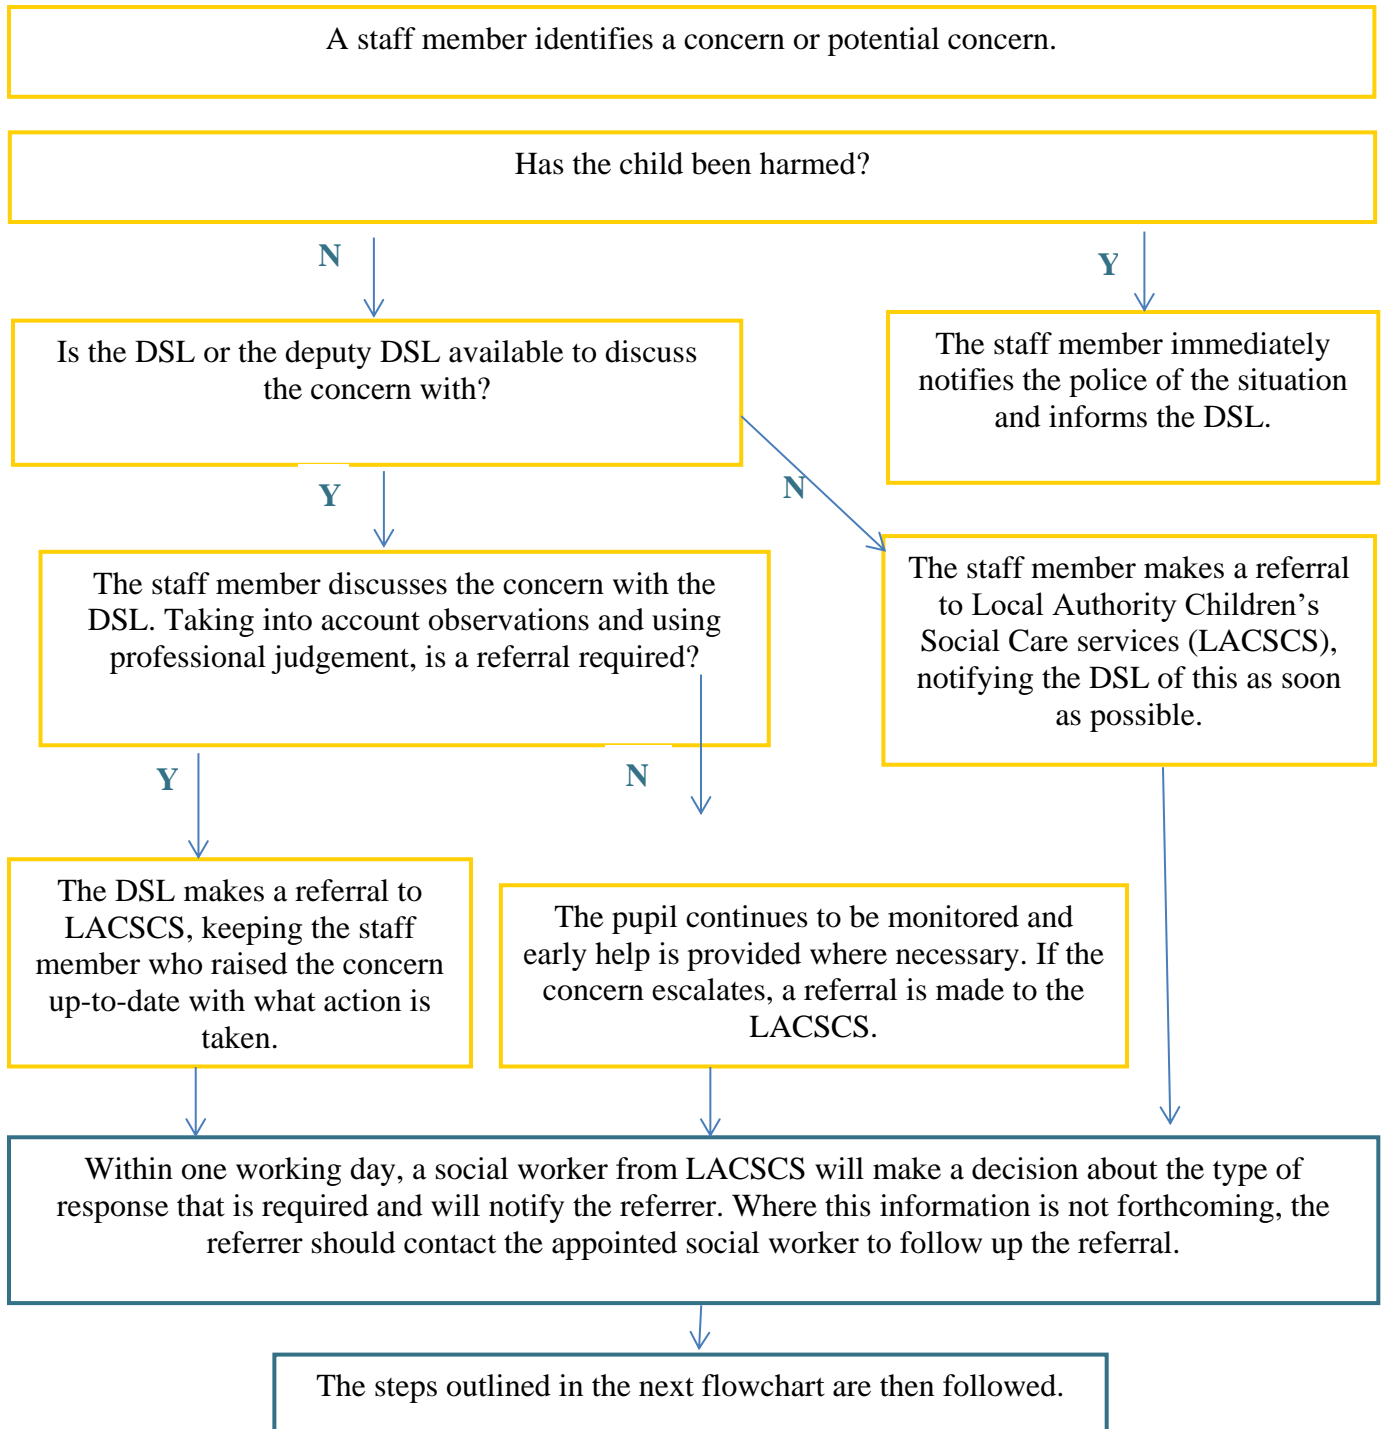 A staff member identifies a concern or potential concern.
Has the child been harmed?
N
Y
Is the DSL or the deputy DSL available to discuss
the concern with?
The staff member immediately
notifies the police of the situation
and informs the DSL.
Y
N
The staff member discusses the concern with the
DSL. Taking into account observations and using
professional judgement, is a referral required?
The staff member makes a referral
to Local Authority Children’s
Social Care services (LACSCS),
notifying the DSL of this as soon
as possible.
Y
N
The DSL makes a referral to
LACSCS, keeping the staff
member who raised the concern
up-to-date with what action is
taken.
The pupil continues to be monitored and
early help is provided where necessary. If the
concern escalates, a referral is made to the
LACSCS.
Within one working day, a social worker from LACSCS will make a decision about the type of
response that is required and will notify the referrer. Where this information is not forthcoming, the
referrer should contact the appointed social worker to follow up the referral.
The steps outlined in the next flowchart are then followed.